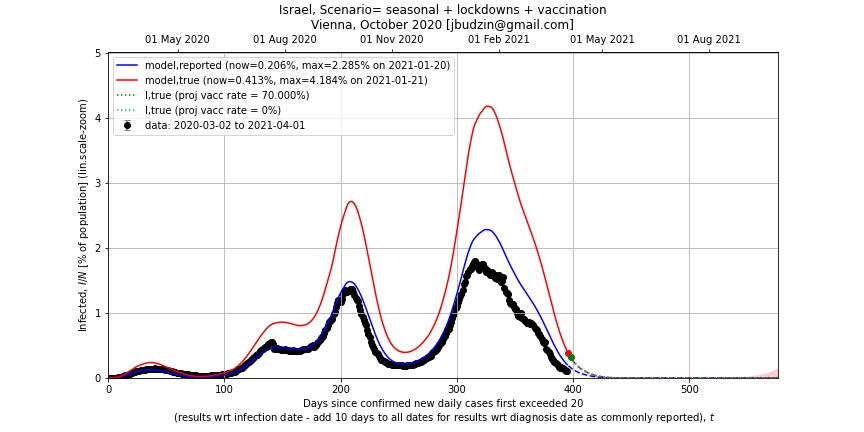 Israel, Scenario= seasonal + lockdowns + vaccination
Vienna, October 2020 [jbudzin@gmail.com]
01 May 2020 01 Aug 2020 01 Nov 2020 01 Feb 2021 01 May 2021 01 Aug 2021
model,reported (now=0.206%, max=2.285% on 2021-01-20)
model,true (now=0.413%, max=4.184% on 2021-01-21)
I,true (proj vacc rate = 70.000%)
I,true (proj vacc rate = 0%)
data: 2020-03-02 to 2021-04-01
Infected, I/N [% of population] (lin.scale-zoom)
5
4
3
2
1
0
0 100 200 300 400 500
Days since confirmed new daily cases first exceeded 20
(results wrt infection date - add 10 days to all dates for results wrt diagnosis date as commonly reported), t